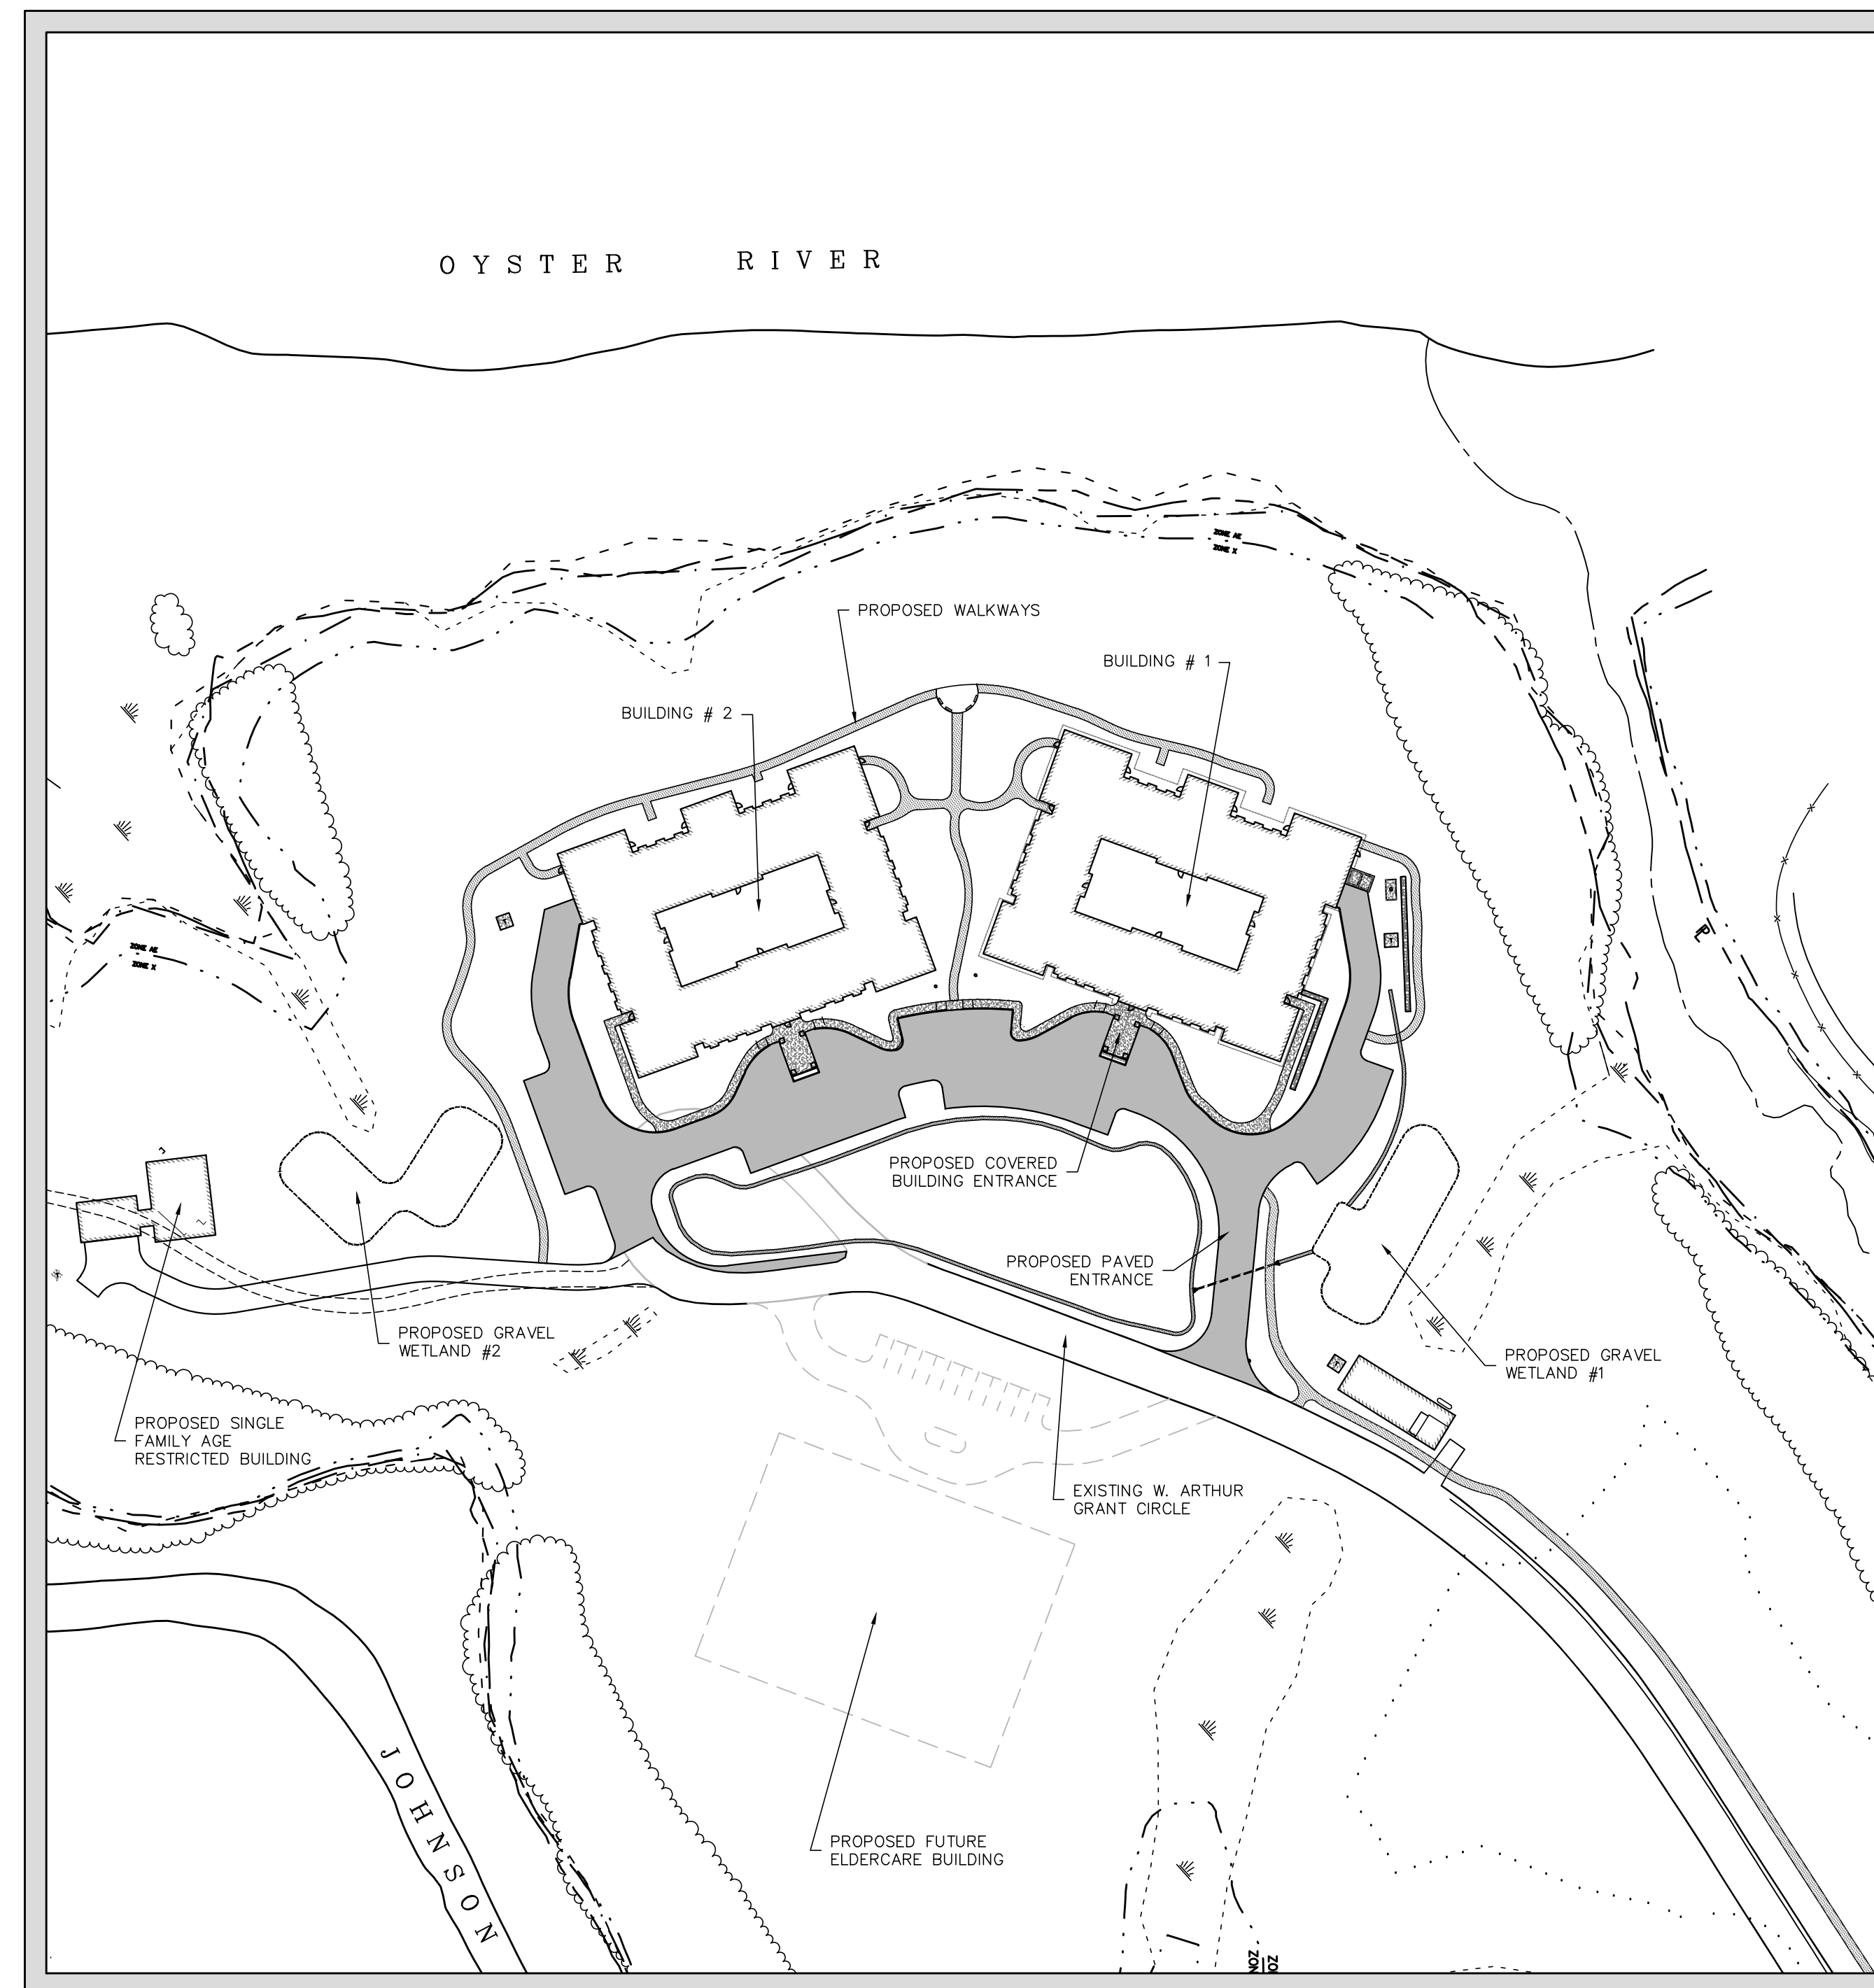 OYSTER RIVER
ZONE AE
ZONE X
PROPOSED WALKWAYS
BUILDING # 1
BUILDING # 2
ZONE AE
ZONE X
PROPOSED COVERED
BUILDING ENTRANCE
PROPOSED PAVED
ENTRANCE
PROPOSED GRAVEL
WETLAND #2
PROPOSED GRAVEL
WETLAND #1
PROPOSED SINGLE
FAMILY AGE
RESTRICTED BUILDING
EXISTING W. ARTHUR
GRANT CIRCLE
PROPOSED FUTURE
ELDERCARE BUILDING
JOHNSON